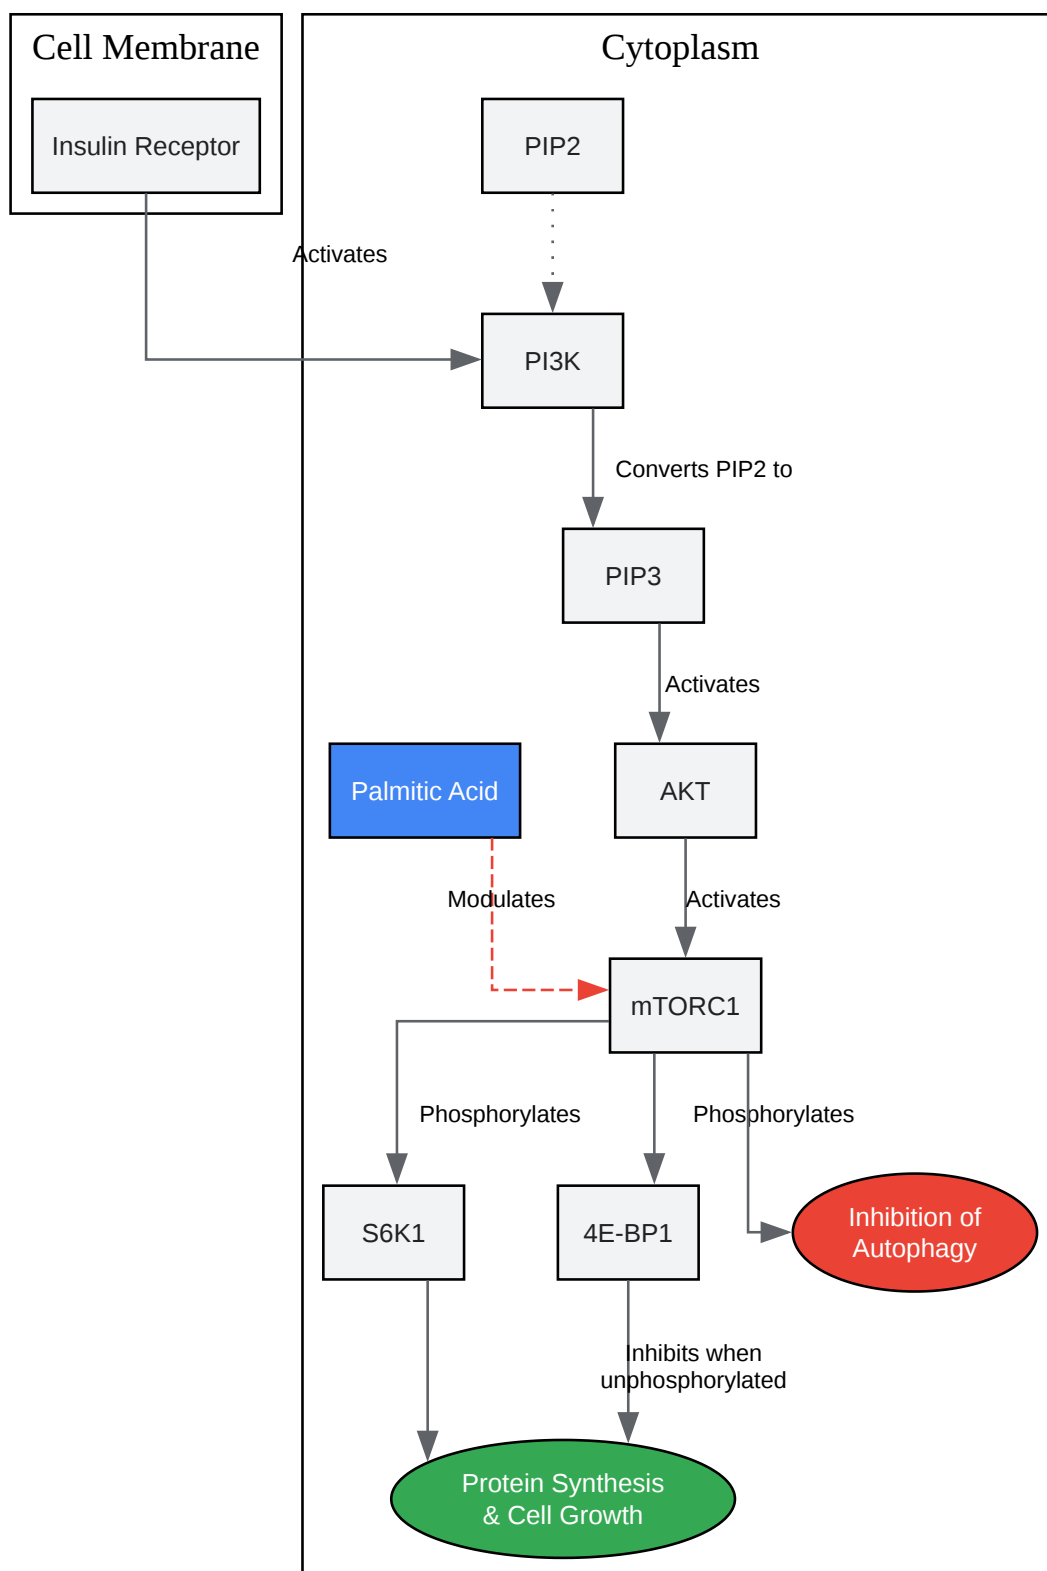 Cell Membrane
Cytoplasm
Insulin Receptor
PIP2
Activates
PI3K
Converts PIP2 to
PIP3
Activates
Palmitic Acid
AKT
Modulates
Activates
mTORC1
Phosphorylates
Phosphorylates
S6K1
4E-BP1
Inhibition of
Autophagy
Inhibits when
unphosphorylated
Protein Synthesis
& Cell Growth